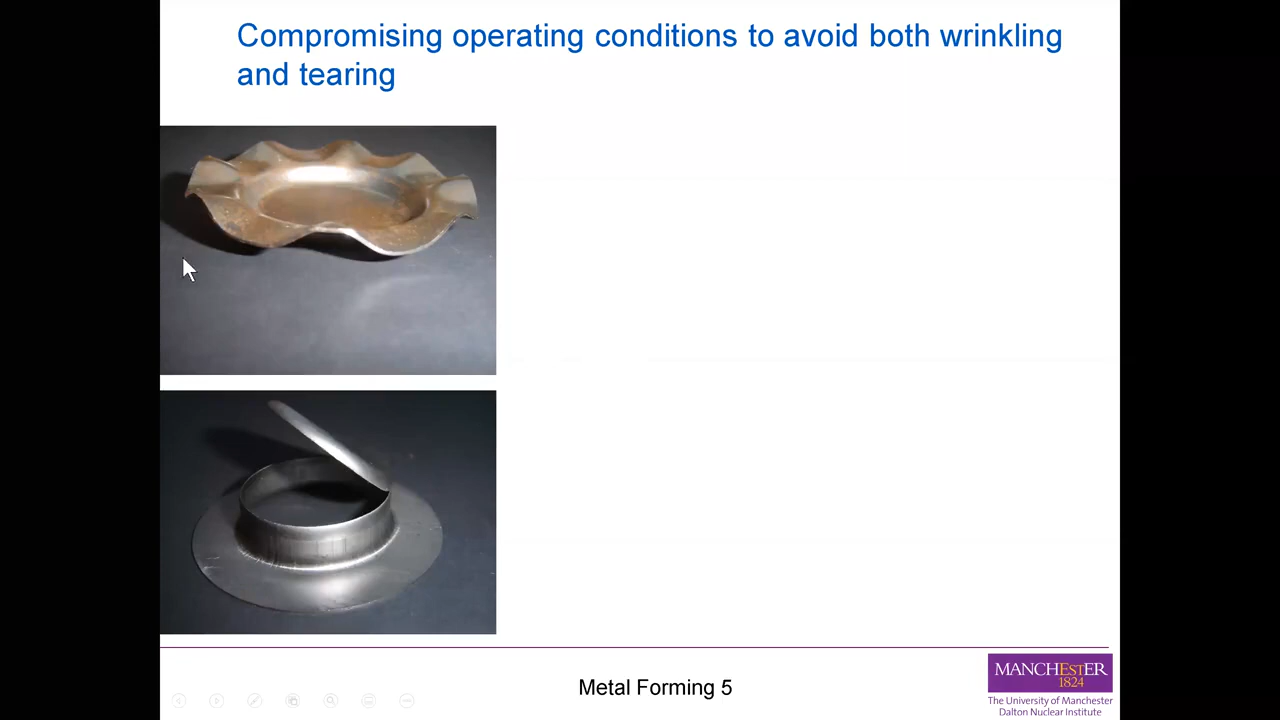 Compromising operating conditions to avoid both wrinkling
and tearing
Metal Forming 5
MANCHESTER
1824
The University of Manchester
Dalton Nuclear Institute